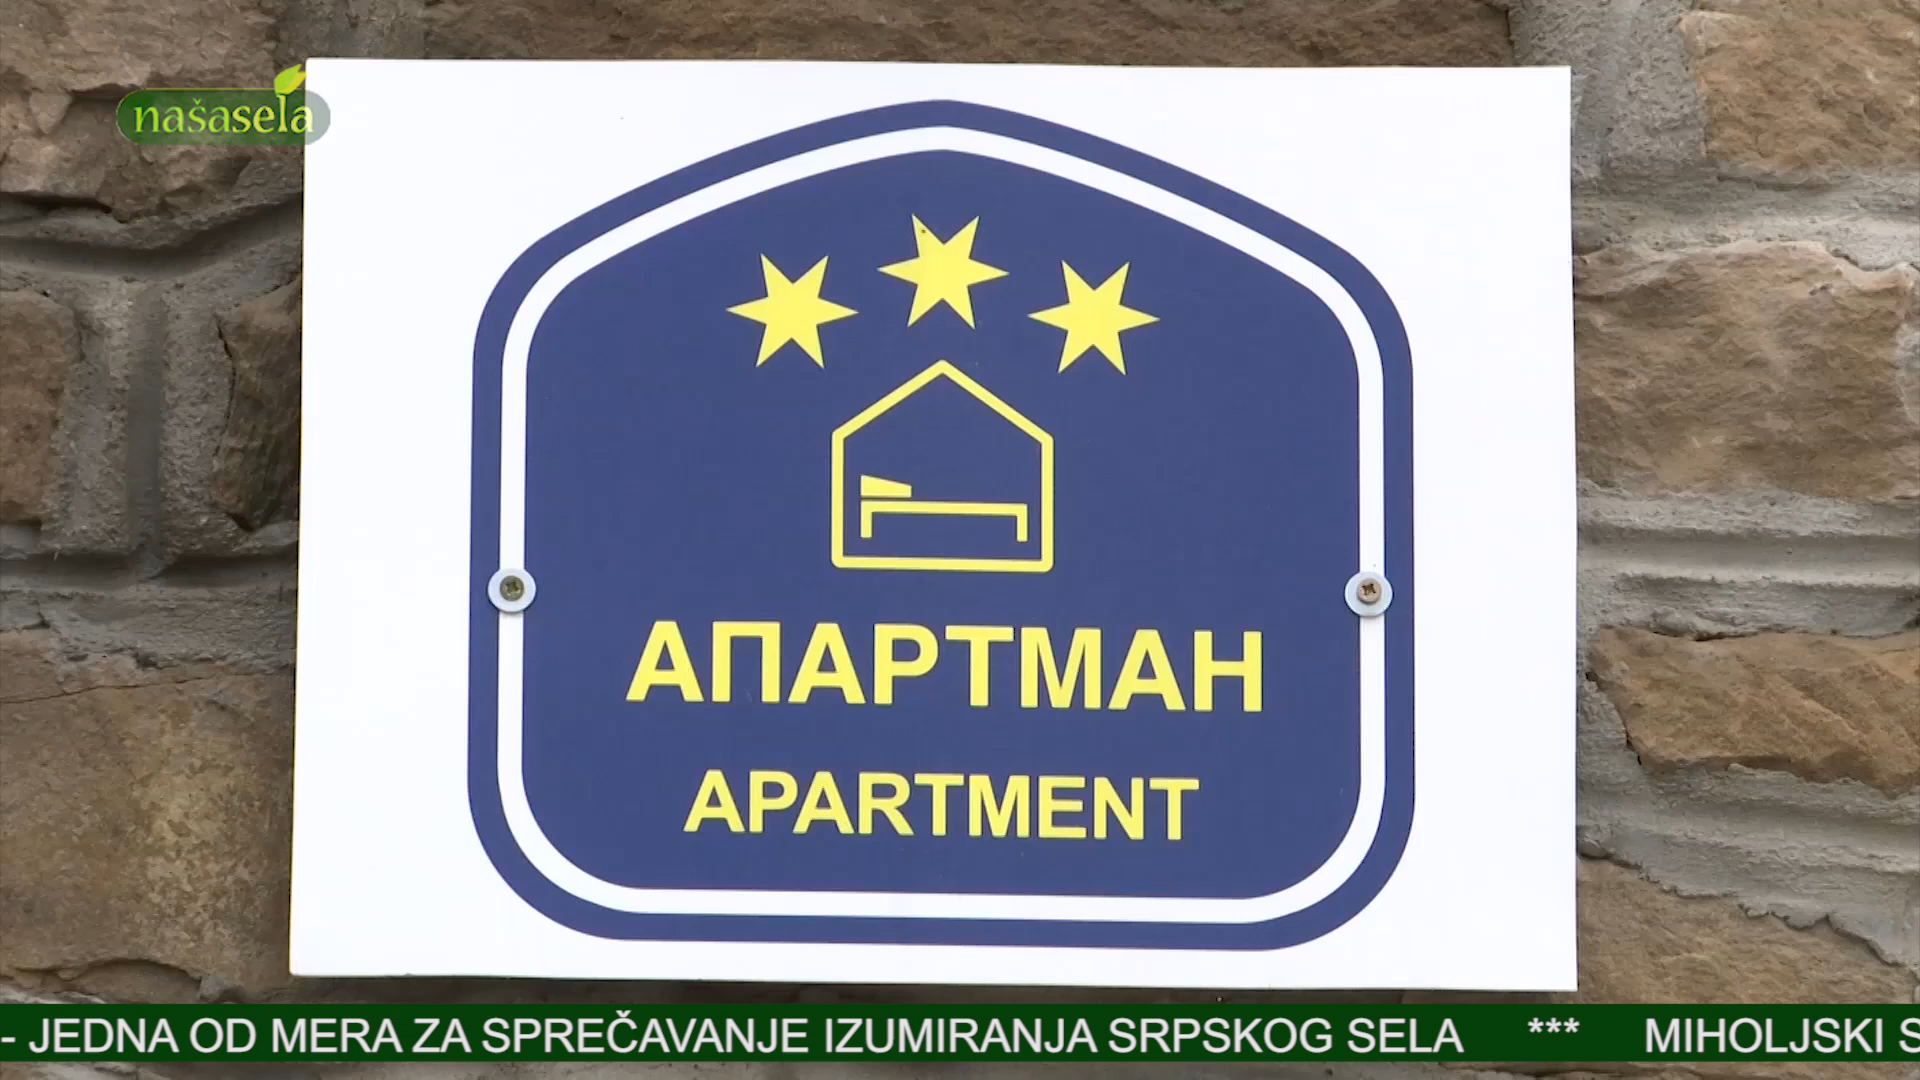 našasela
АПАРТМАН
APARTMENT
- JEDNA OD MERA ZA SPREČAVANJE IZUMIRANJA SRPSKOG SELA *** MIHOLJSKI S